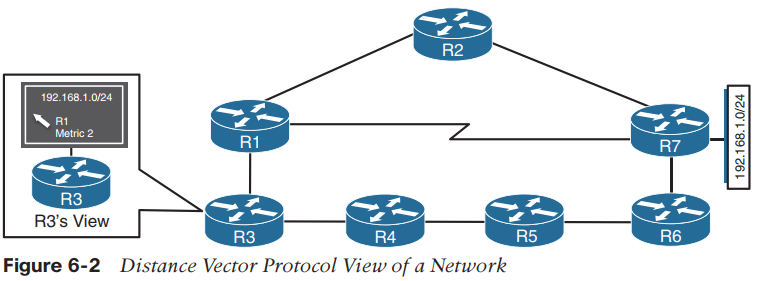 R2
192.168.1.0/24
R1
Metric 2
R3
R3's View
R1
R7
192.168.1.0/24
R3
R4
R5
R6
Figure 6-2 Distance Vector Protocol View of a Network